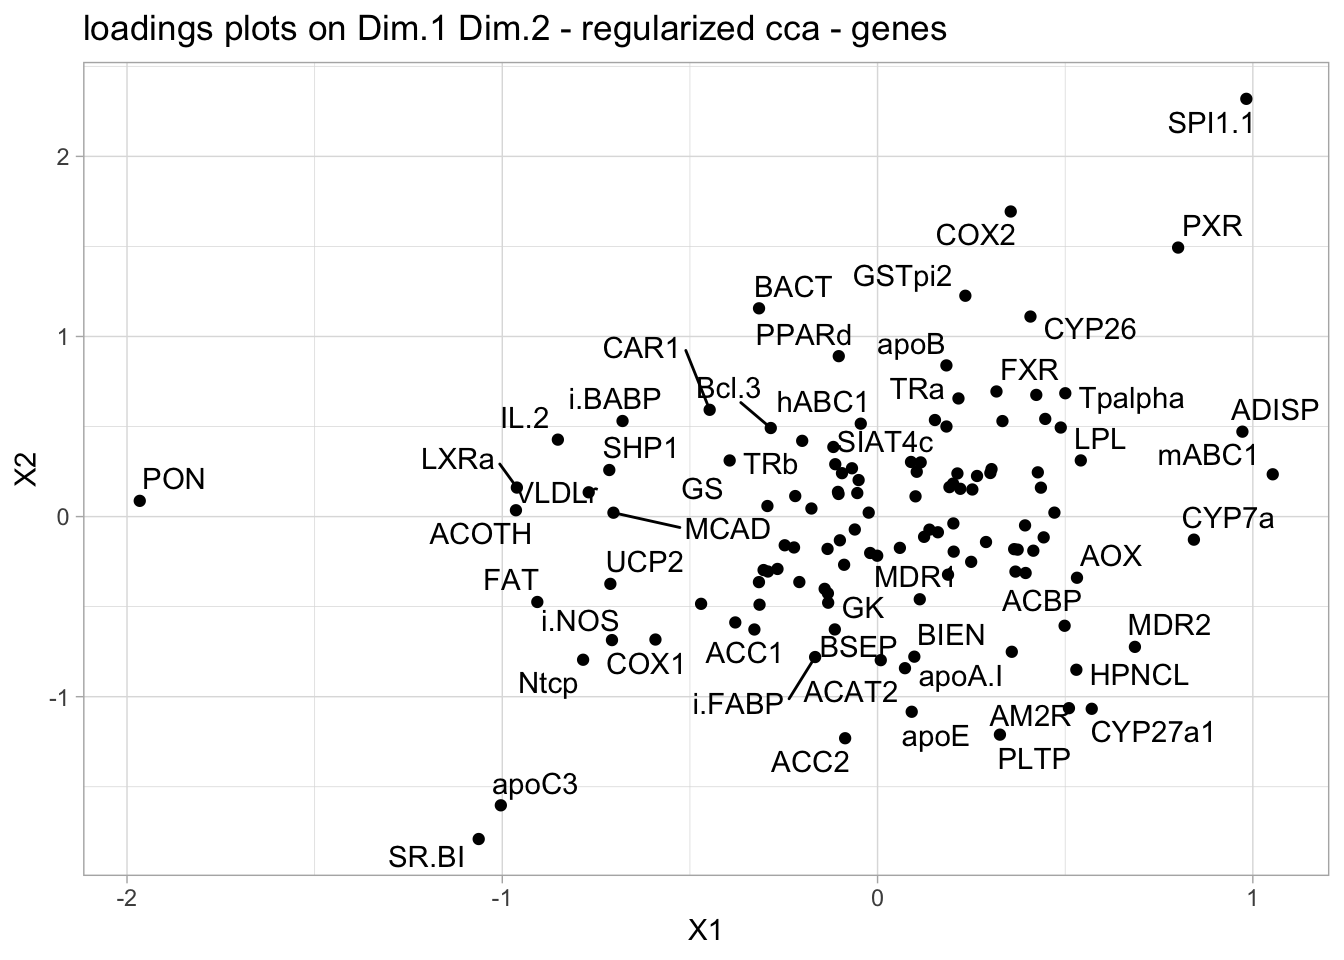 loadings plots on Dim.1 Dim.2 - regularized cca - genes
SPI1.1
2
PXR
COX2
GSTpi2
BACT
CYP26
PPARd
1
apoB
CAR1
FXR
Bcl.3
TRa
i.BABP
hABC1
Tpalpha
ADISP
IL.2
SIAT4c
LPL
SHP1
mABC1
LXRa
TRb
X2
PON
GS
VLDLr
CYP7a
0
MCAD
ACOTH
AOX
UCP2
FAT
MDR1
ACBP
GK
i.NOS
MDR2
BIEN
BSEP
ACC1
COX1
HPNCL
apoA.I
Ntcp
ACAT2
-1
i.FABP
AM2R
CYP27a1
apoE
PLTP
ACC2
apoC3
SR.BI
-2
-1
0
1
X1